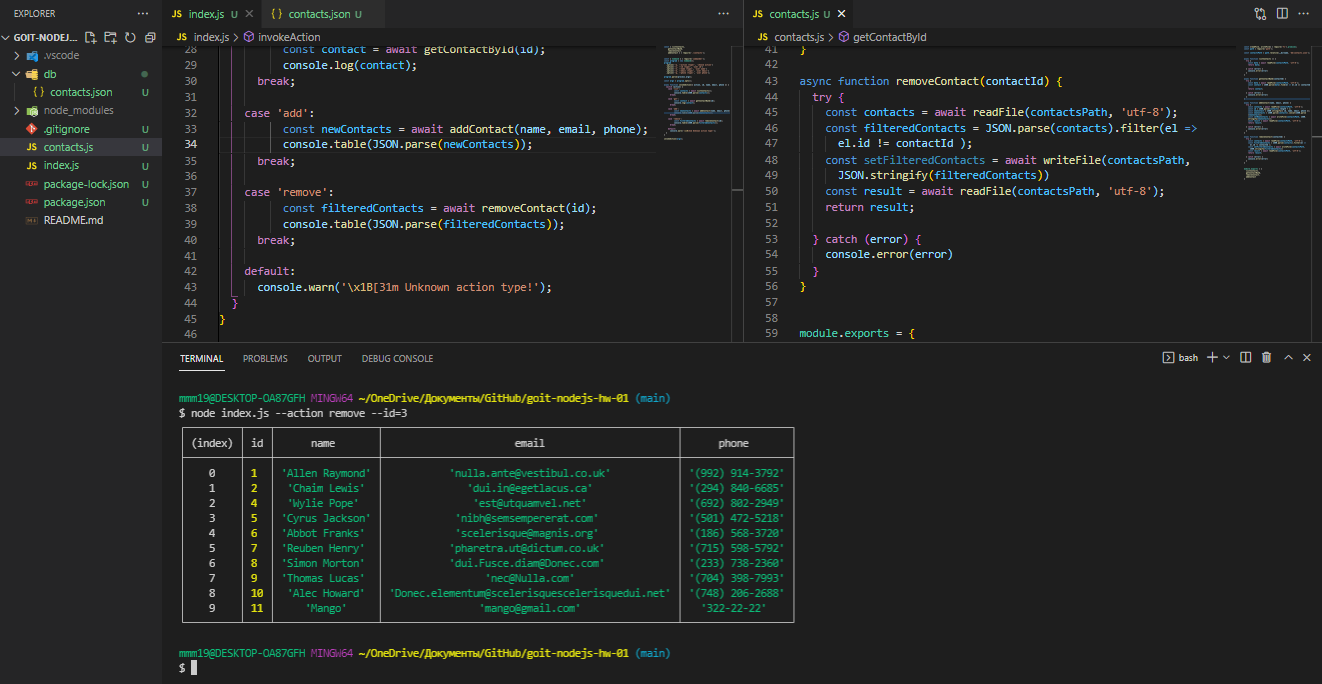 EXPLORER
GOIT-NODEJ...
.vscode
db
contacts.json U
node_modules
.gitignore U
contacts.js U
index.js U
package-lock.json U
package.json U
README.md
JS index.js U
{ } contacts.json U
JS index.js > invokeAction
28 const contact = await getContactById(id);
29 console.log(contact);
30 break;
31
32 case 'add':
33 const newContacts = await addContact(name, email, phone);
34 console.table(JSON.parse(newContacts));
35 break;
36
37 case 'remove':
38 const filteredContacts = await removeContact(id);
39 console.table(JSON.parse(filteredContacts));
40 break;
41
42 default:
43 console.warn('\x1B[31m Unknown action type!');
44 }
45 }
46
JS contacts.js U
JS contacts.js > getContactById
41 }
42
43 async function removeContact(contactId) {
44 try {
45 const contacts = await readFile(contactsPath, 'utf-8');
46 const filteredContacts = JSON.parse(contacts).filter(el =>
47 el.id != contactId );
48 const setFilteredContacts = await writeFile(contactsPath,
49 JSON.stringify(filteredContacts))
50 const result = await readFile(contactsPath, 'utf-8');
51 return result;
52
53 } catch (error) {
54 console.error(error)
55 }
56 }
57
58
59 module.exports = {
TERMINAL PROBLEMS OUTPUT DEBUG CONSOLE
bash
mmm19@DESKTOP-OA87GFH MINGW64 ~/OneDrive/Документы/GitHub/goit-nodejs-hw-01 (main)
$ node index.js --action remove --id=3
(index) id name email phone
0 1 'Allen Raymond' 'nulla.ante@vestibul.co.uk' '(992) 914-3792'
1 2 'Chaim Lewis' 'dui.in@egetlacus.ca' '(294) 840-6685'
2 4 'Wylie Pope' 'est@utquamvel.net' '(692) 802-2949'
3 5 'Cyrus Jackson' 'nibh@semsempererat.com' '(501) 472-5218'
4 6 'Abbot Franks' 'scelerisque@magnis.org' '(186) 568-3720'
5 7 'Reuben Henry' 'pharetra.ut@dictum.co.uk' '(715) 598-5792'
6 8 'Simon Morton' 'dui.Fusce.diam@Donec.com' '(233) 738-2360'
7 9 'Thomas Lucas' 'nec@Nulla.com' '(704) 398-7993'
8 10 'Alec Howard' 'Donec.elementum@scelerisquescelerisquedui.net' '(748) 206-2688'
9 11 'Mango' 'mango@gmail.com' '322-22-22'
mmm19@DESKTOP-OA87GFH MINGW64 ~/OneDrive/Документы/GitHub/goit-nodejs-hw-01 (main)
$